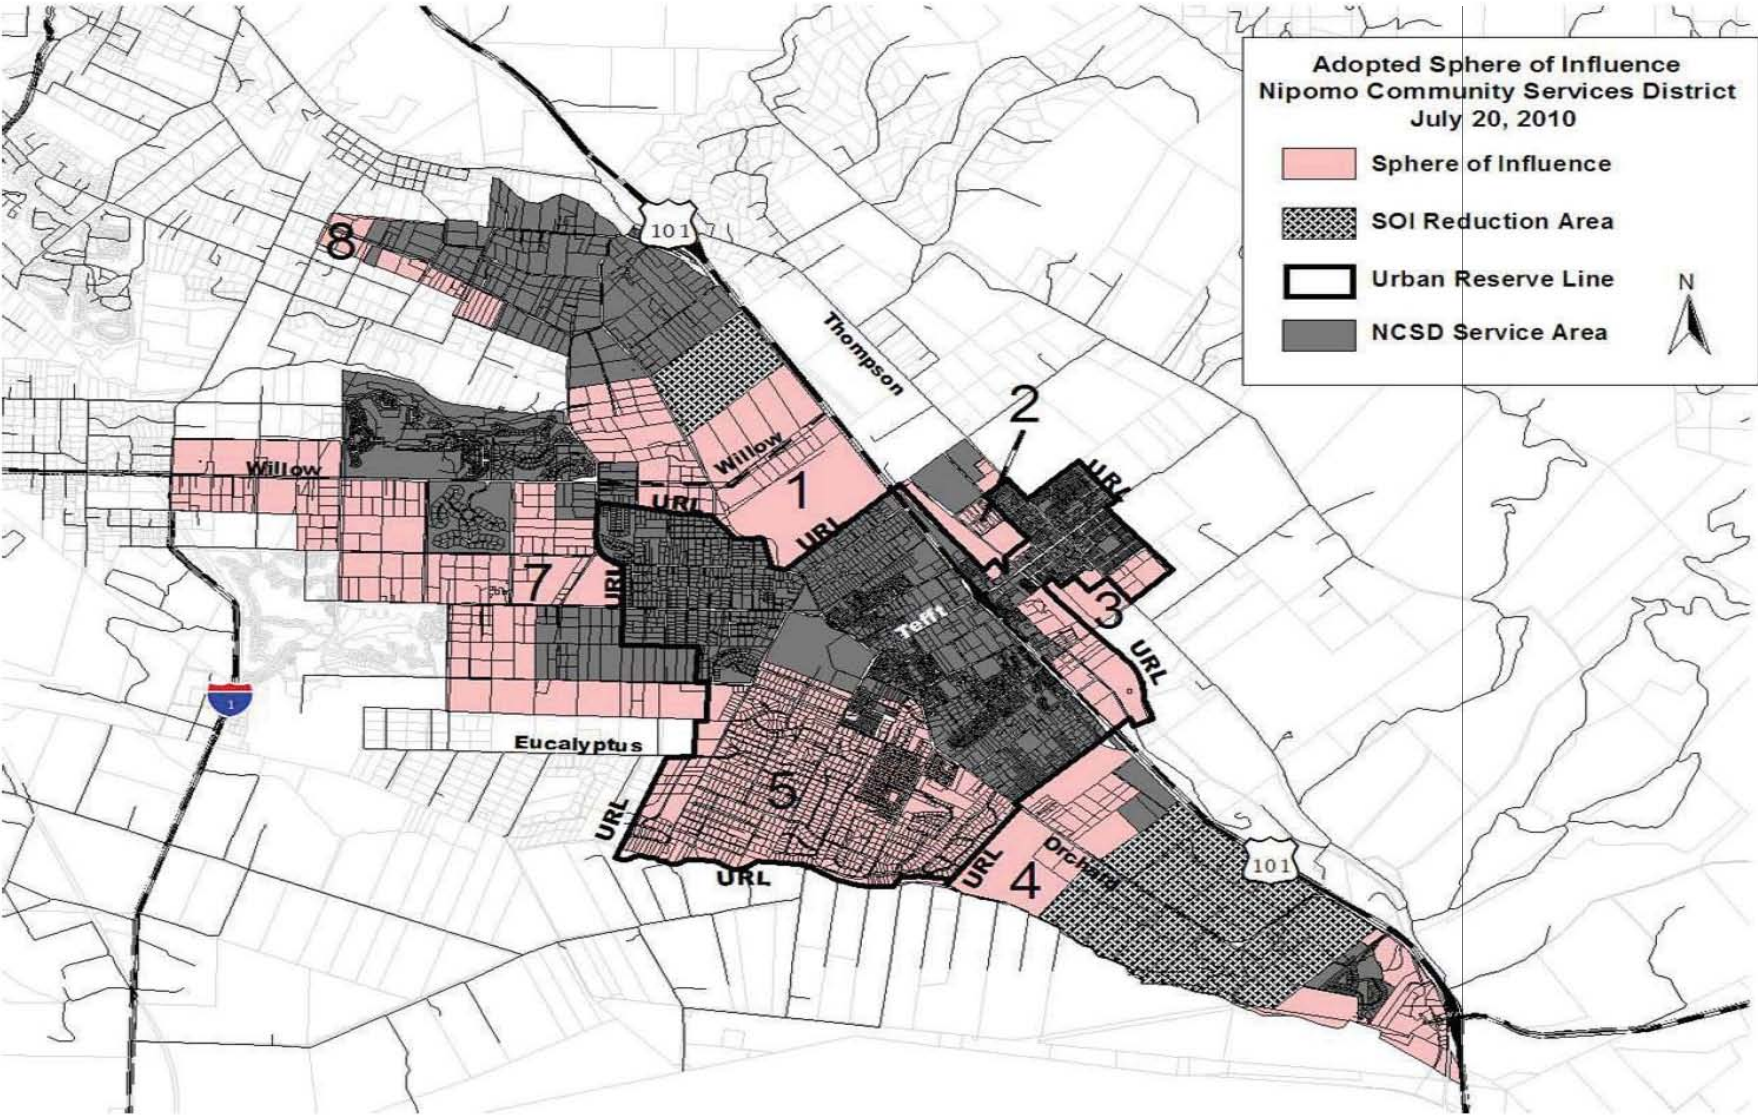 Adopted Sphere of Influence
Nipomo Community Services District
July 20, 2010
Sphere of Influence
SOI Reduction Area
Urban Reserve Line
NCSD Service Area
N
101
8
Thompson
2
URL
Willow
Willow
1
URL
URL
7
URL
3
Tefft
URL
1
Eucalyptus
5
URL
URL
URL
Orchard
4
101